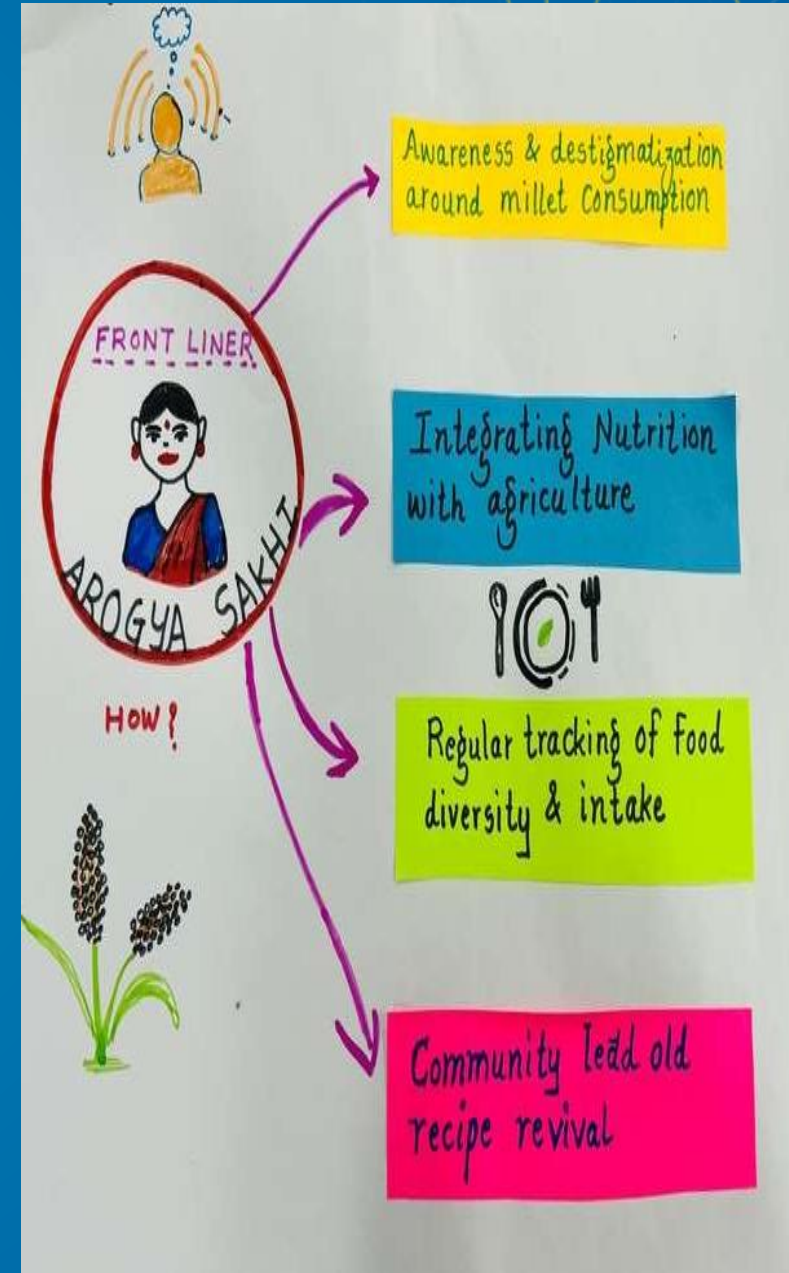 FRONT LINER
AROGYA SAKHI
HOW?
Awareness & destigmatization
around millet Consumption
Integrating Nutrition
with agriculture
Regular tracking of Food
diversity & intake
Community lead old
recipe revival